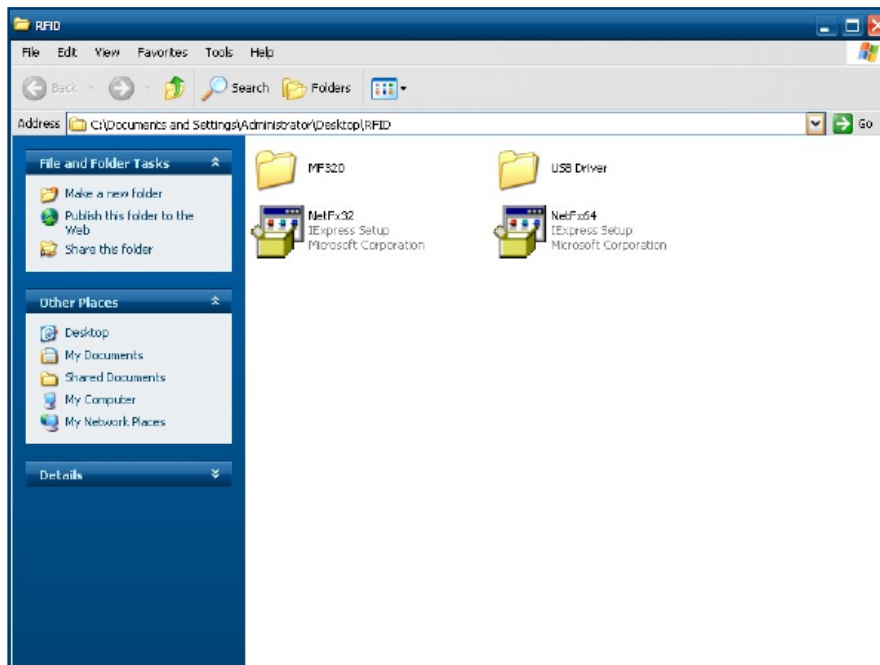 RFID
File Edit View Favorites Tools Help
Back Search Folders
Address C:\Documents and Settings\Administrator\Desktop\RFID Go
File and Folder Tasks
Make a new folder
Publish this folder to the
Web
Share this folder
Other Places
Desktop
My Documents
Shared Documents
My Computer
My Network Places
Details
MF320
USB Driver
NetFx32
IExpress Setup
Microsoft Corporation
NetFx64
IExpress Setup
Microsoft Corporation